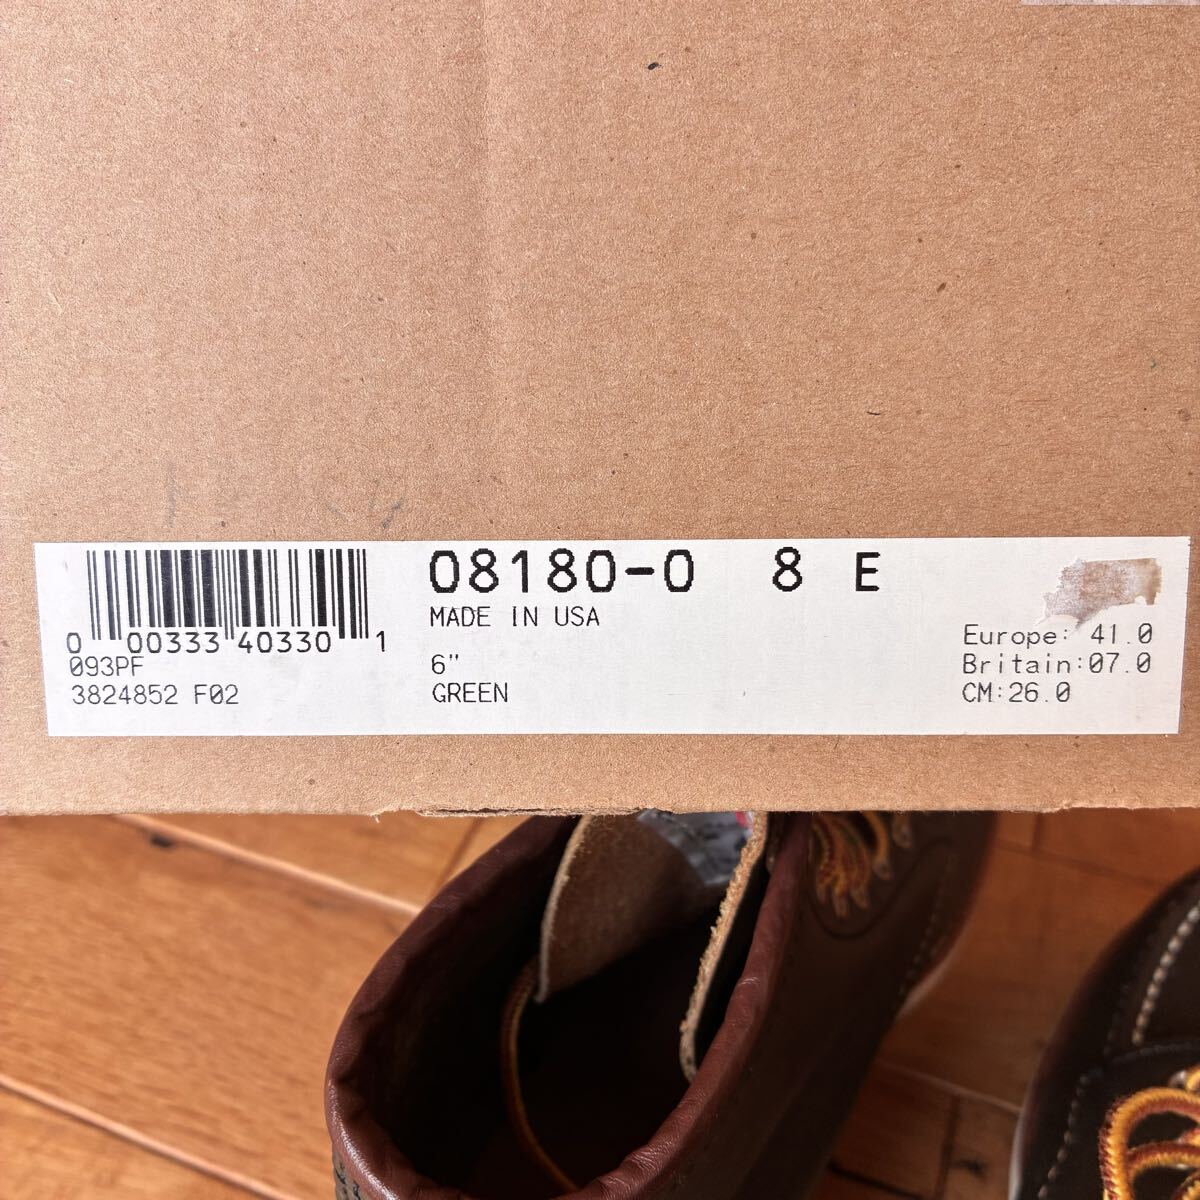 08180-0 8 E
MADE IN USA
0 00333 40330 1
093PF
3824852 F02
6"
GREEN
Europe: 41.0
Britain:07.0
CM:26.0